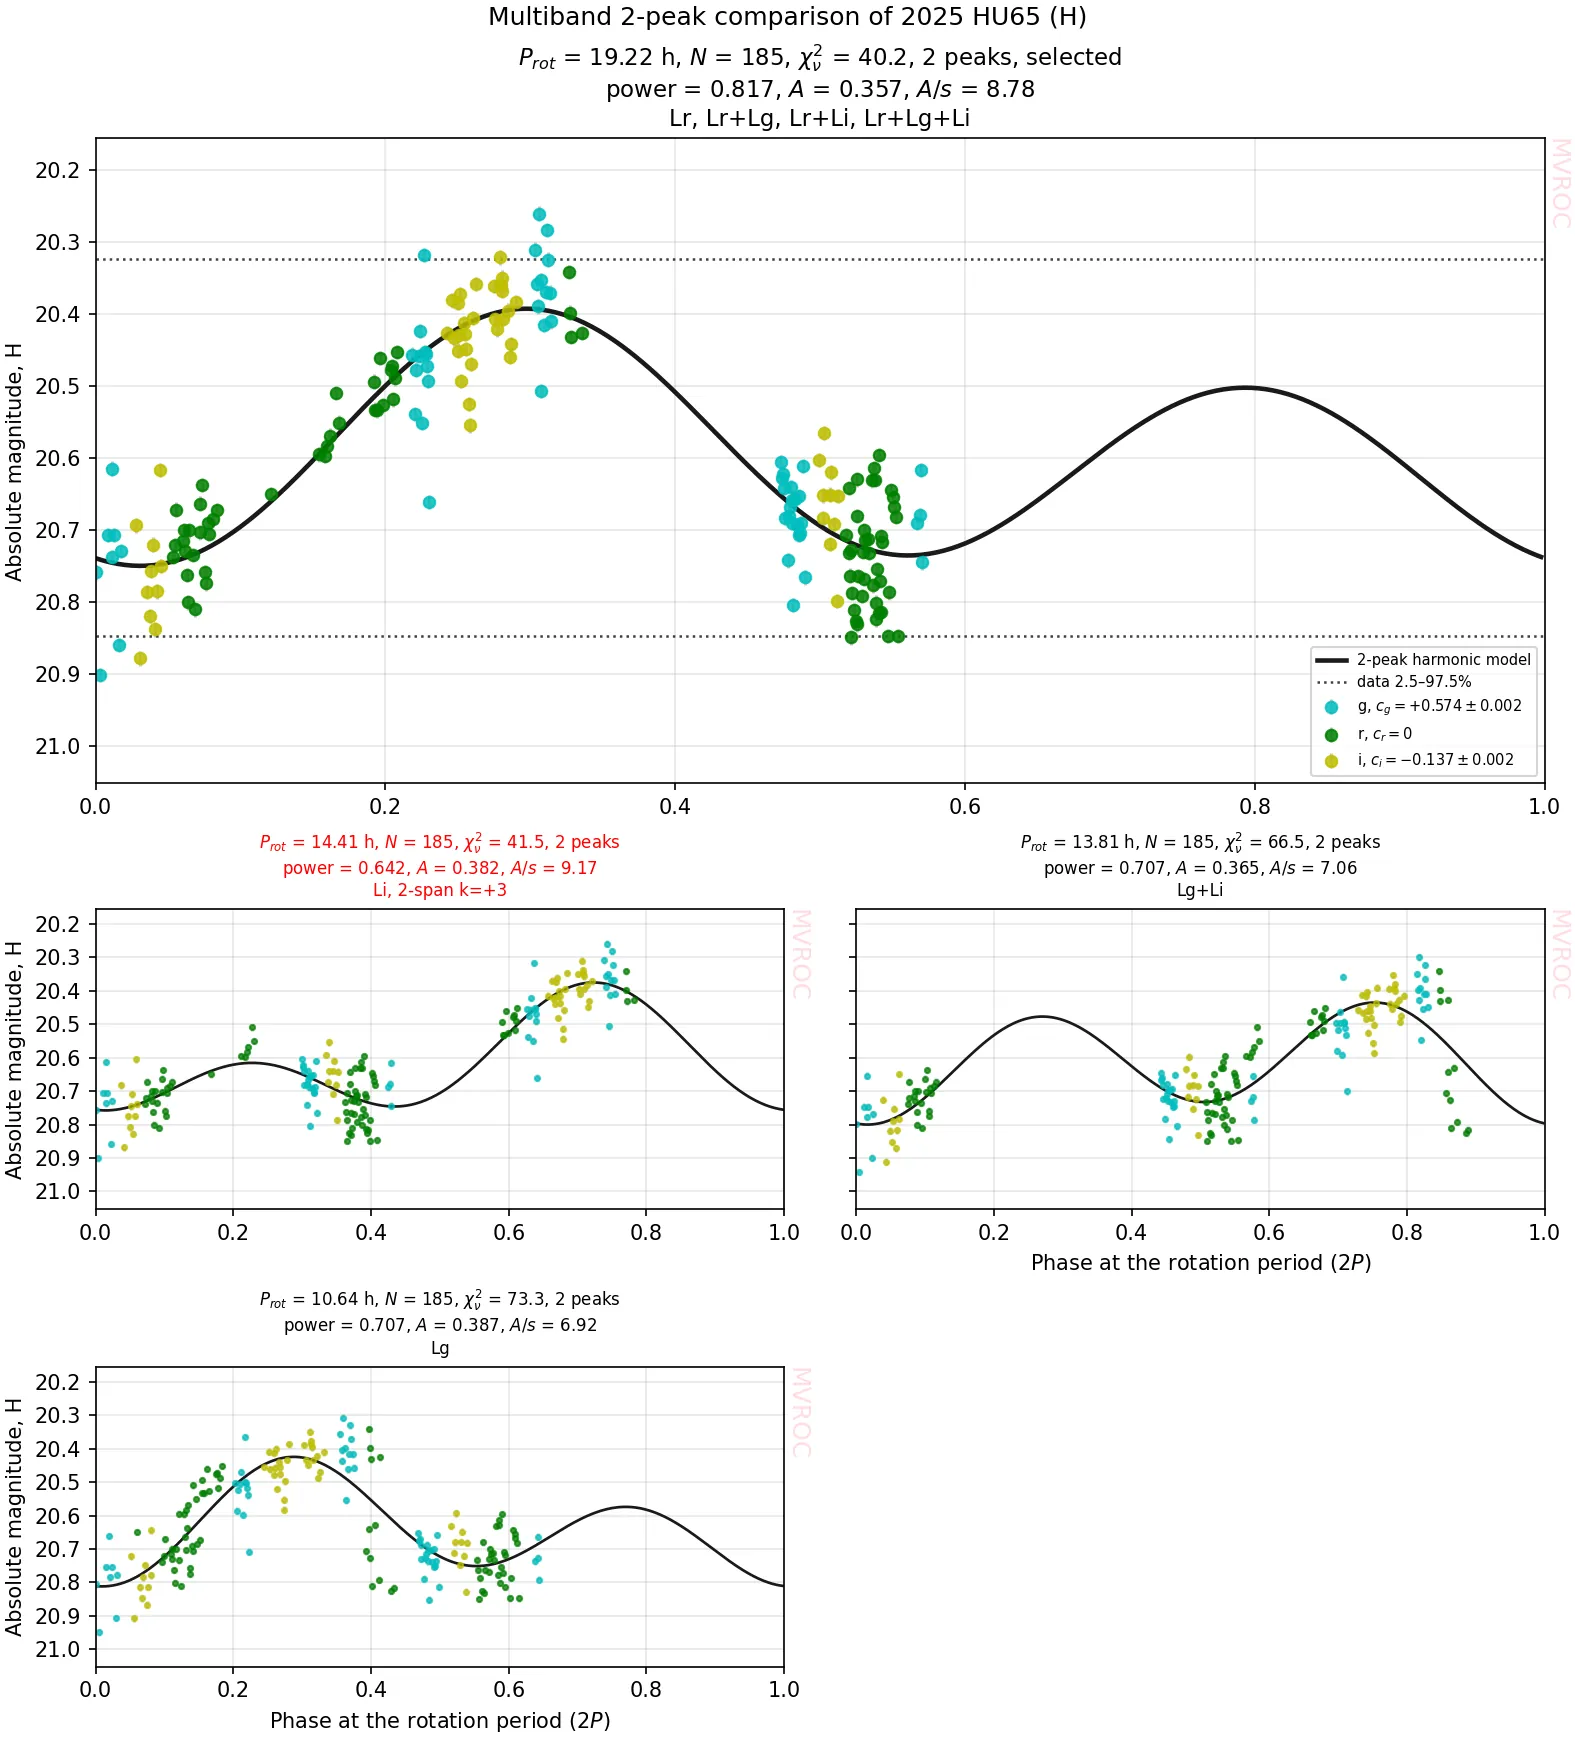 Multiband 2-peak comparison of 2025 HU65 (H)
P_rot = 19.22 h, N = 185, χ²_ν = 40.2, 2 peaks, selected
power = 0.817, A = 0.357, A/s = 8.78
Lr, Lr+Lg, Lr+Li, Lr+Lg+Li
Absolute magnitude, H
20.2
20.3
20.4
20.5
20.6
20.7
20.8
20.9
21.0
0.0 0.2 0.4 0.6 0.8 1.0
2-peak harmonic model
data 2.5–97.5%
g, c_g = +0.574 ± 0.002
r, c_r = 0
i, c_i = −0.137 ± 0.002
MVROC
P_rot = 14.41 h, N = 185, χ²_ν = 41.5, 2 peaks
power = 0.642, A = 0.382, A/s = 9.17
Li, 2-span k=+3
Absolute magnitude, H
20.2
20.3
20.4
20.5
20.6
20.7
20.8
20.9
21.0
0.0 0.2 0.4 0.6 0.8 1.0
MVROC
P_rot = 13.81 h, N = 185, χ²_ν = 66.5, 2 peaks
power = 0.707, A = 0.365, A/s = 7.06
Lg+Li
0.0 0.2 0.4 0.6 0.8 1.0
Phase at the rotation period (2P)
MVROC
P_rot = 10.64 h, N = 185, χ²_ν = 73.3, 2 peaks
power = 0.707, A = 0.387, A/s = 6.92
Lg
Absolute magnitude, H
20.2
20.3
20.4
20.5
20.6
20.7
20.8
20.9
21.0
0.0 0.2 0.4 0.6 0.8 1.0
Phase at the rotation period (2P)
MVROC